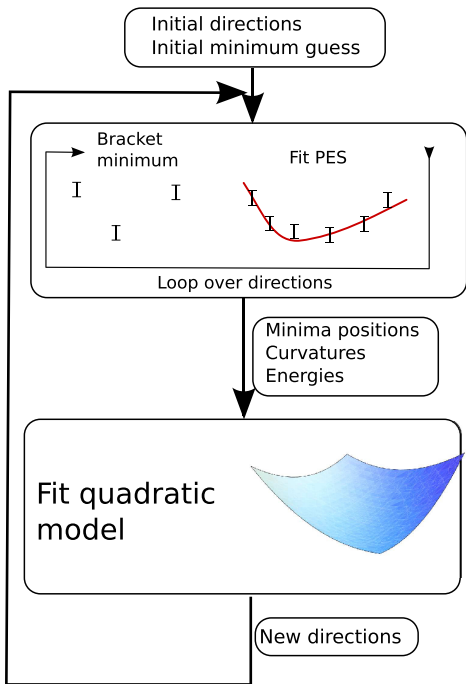 Initial directions
Initial minimum guess
Bracket
minimum
Fit PES
Loop over directions
Minima positions
Curvatures
Energies
Fit quadratic
model
New directions